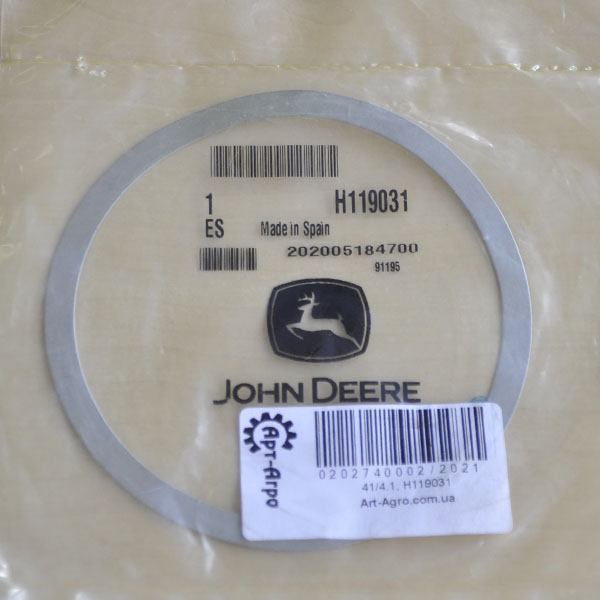 1 H119031
ES Made in Spain
202005184700
91195
JOHN DEERE
Арт-Агро
0202740002/2021
41/4.1, H119031
Art-Agro.com.ua